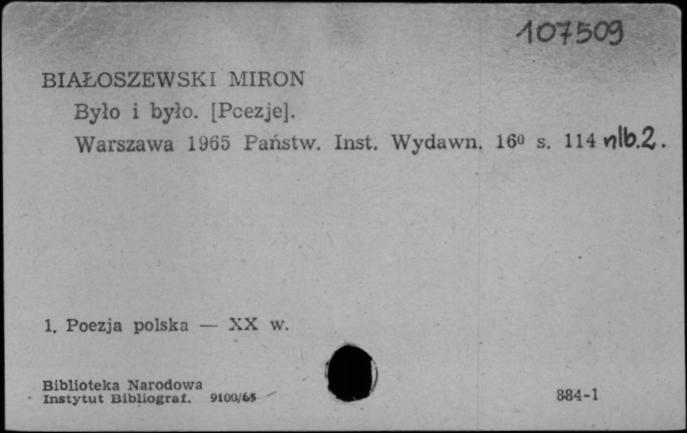 107509
BIAŁOSZEWSKI MIRON
Było i było. [Poezje].
Warszawa 1965 Państw. Inst. Wydawn. 16⁰ s. 114 nlb.2.
1. Poezja polska — XX w.
Biblioteka Narodowa
Instytut Bibliograf. 9100/65
884-1